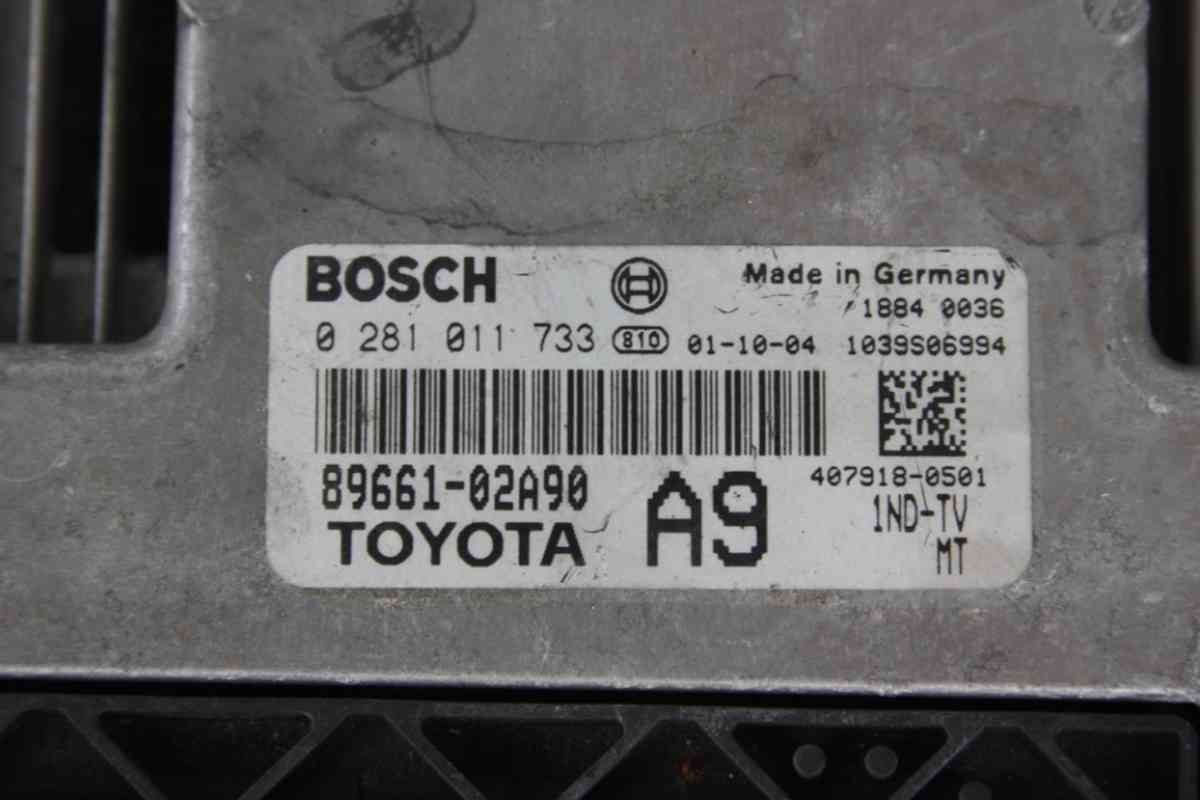 BOSCH Made in Germany
1884 0036
0 281 011 733 810 01-10-04 1039S06994
89661-02A90 A9 407918-0501
TOYOTA 1ND-TV
MT